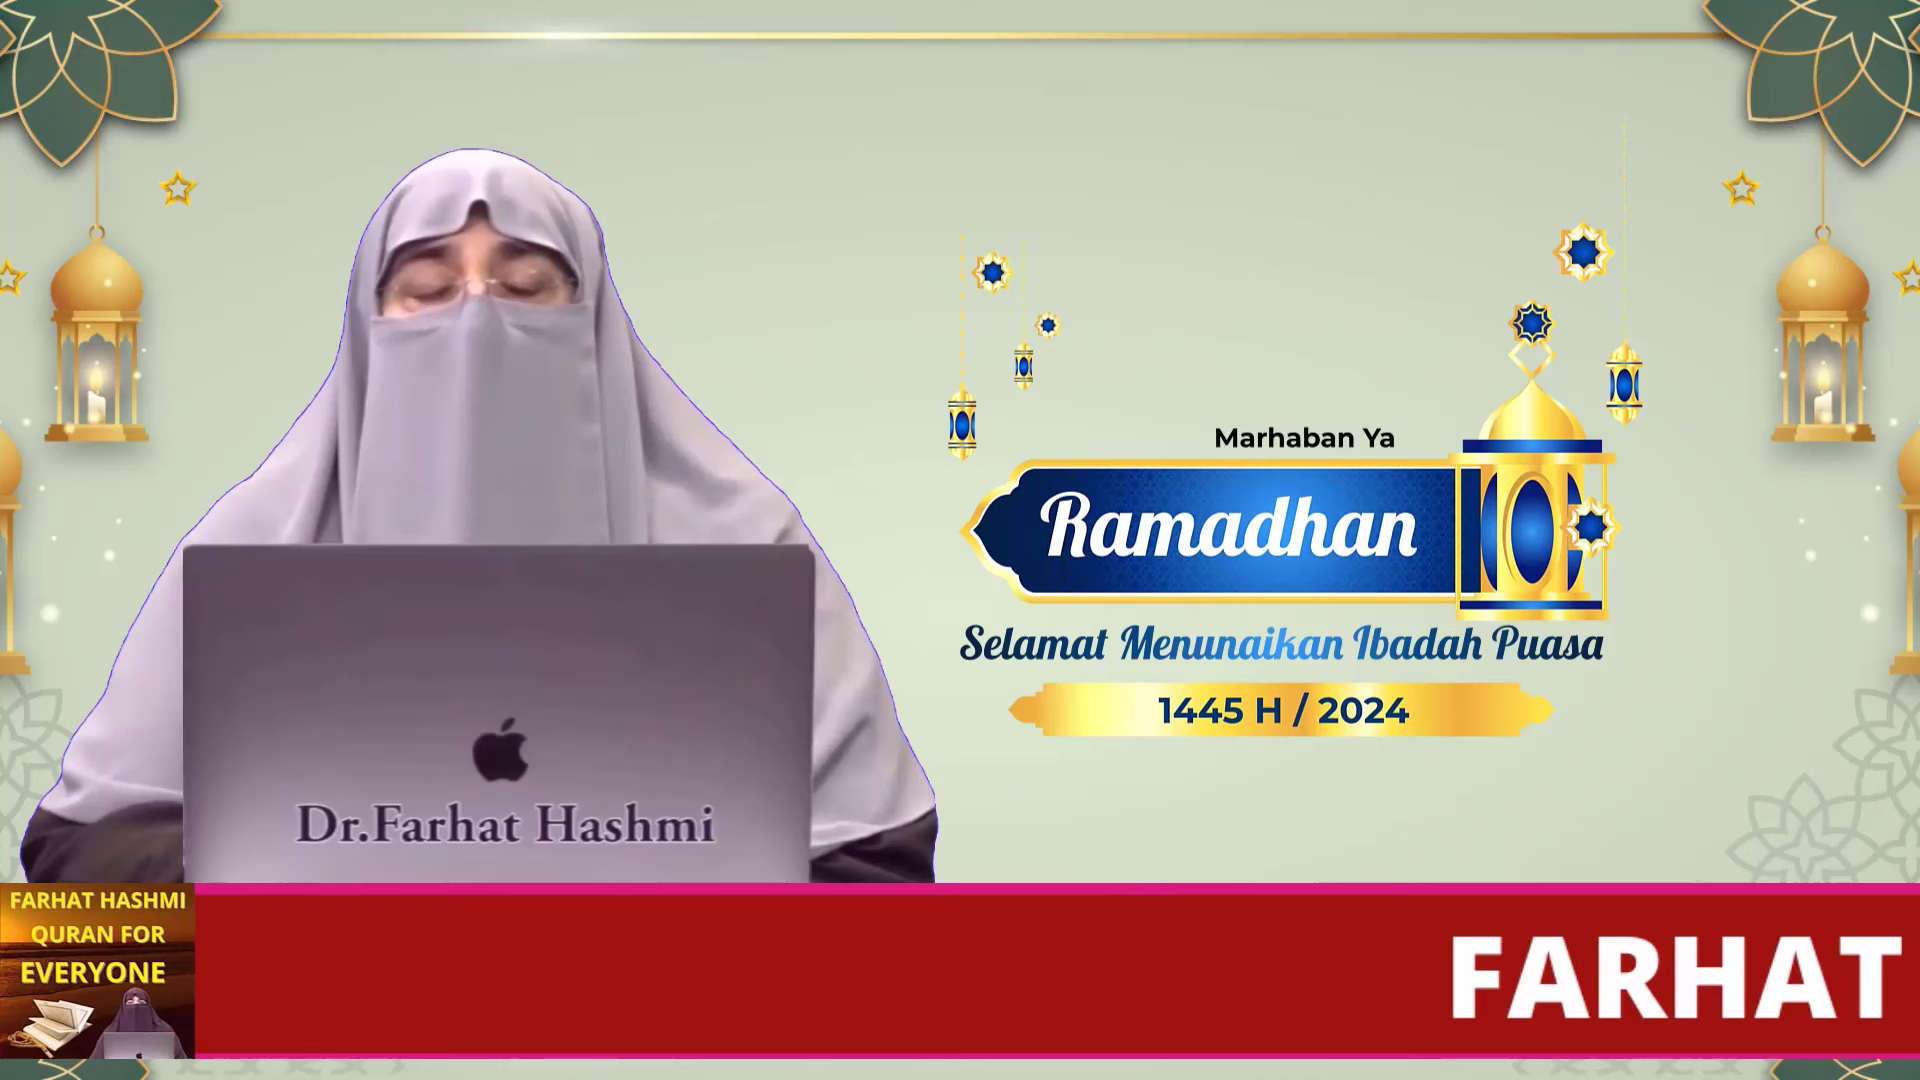 Marhaban Ya
Ramadhan
Selamat Menunaikan Ibadah Puasa
1445 H / 2024
Dr.Farhat Hashmi
FARHAT HASHMI
QURAN FOR
EVERYONE
FARHAT